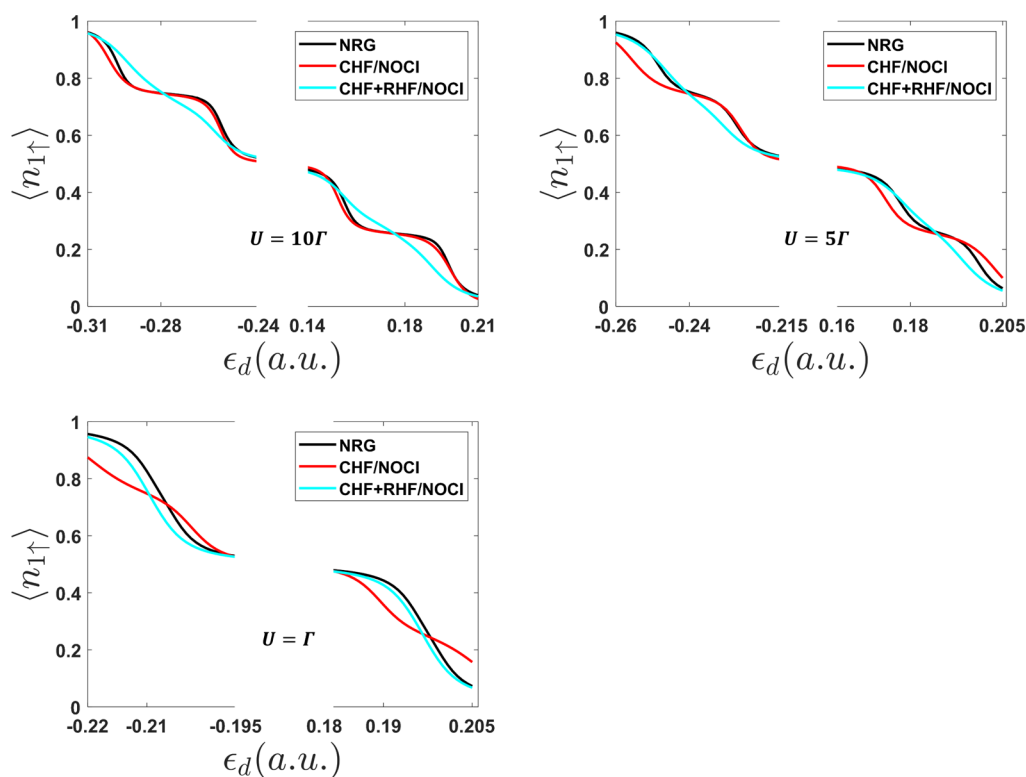 1
0.8
0.6
0.4
0.2
0
⟨n1↑⟩
NRG
CHF/NOCI
CHF+RHF/NOCI
U = 10Γ
-0.31 -0.28 -0.24 0.14 0.18 0.21
ϵd(a.u.)
1
0.8
0.6
0.4
0.2
0
⟨n1↑⟩
NRG
CHF/NOCI
CHF+RHF/NOCI
U = 5Γ
-0.26 -0.24 -0.215 0.16 0.18 0.205
ϵd(a.u.)
1
0.8
0.6
0.4
0.2
0
⟨n1↑⟩
NRG
CHF/NOCI
CHF+RHF/NOCI
U = Γ
-0.22 -0.21 -0.195 0.18 0.19 0.205
ϵd(a.u.)